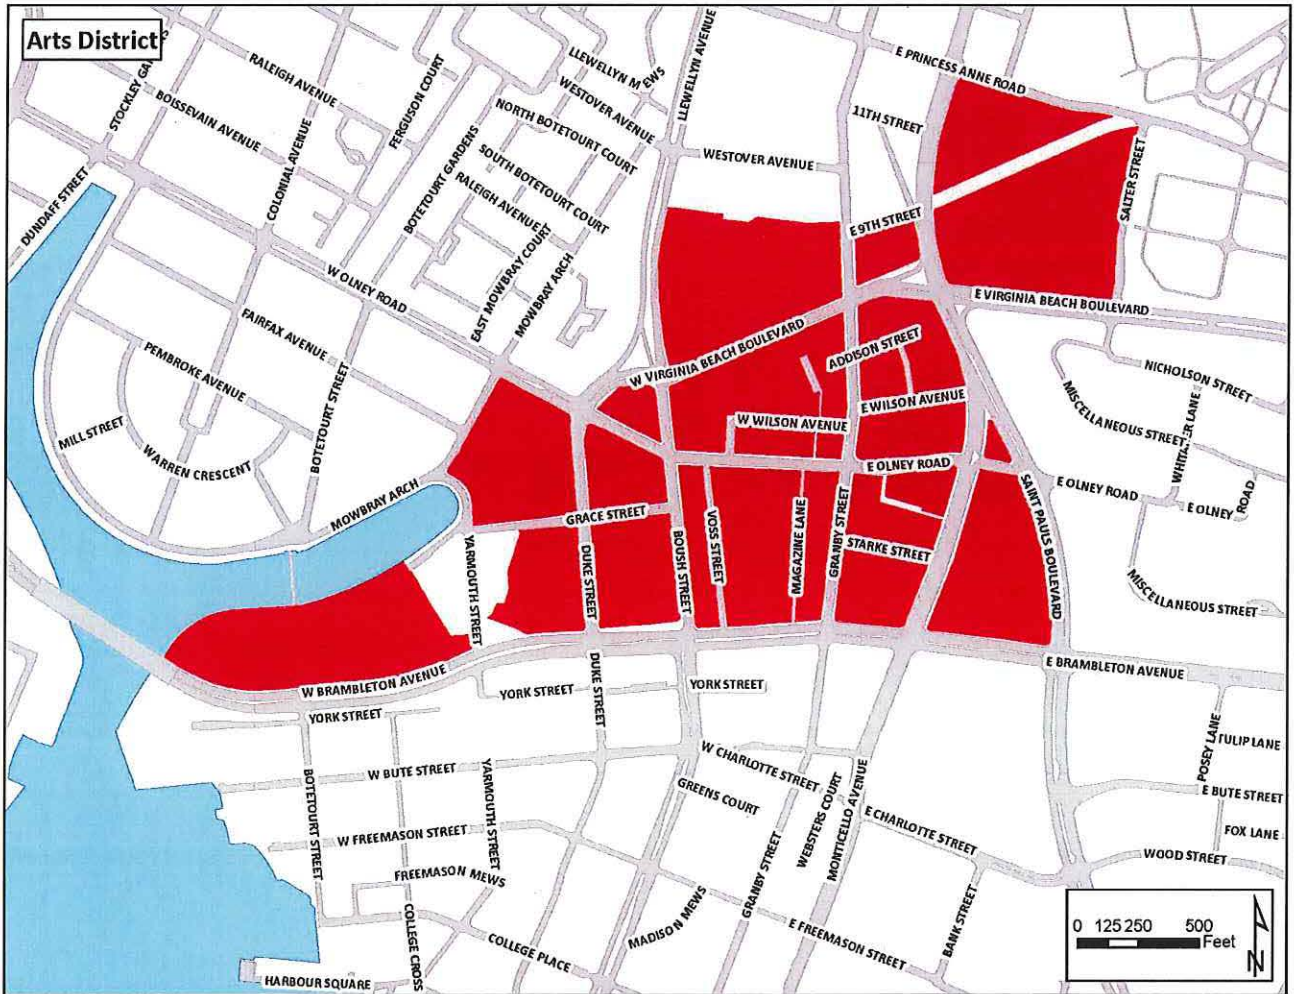 Arts District
STOCKLEY GA
RALEIGH AVENUE
BOISSEVAIN AVENUE
COLONIAL AVENUE
FERGUSON COURT
LLEWELLYN MEWS
WESTOVER AVENUE
NORTH BOTETOURT COURT
SOUTH BOTETOURT COURT
RALEIGH AVENUE
BOTETOURT GARDENS
EAST MOWBRAY COURT
MOWBRAY ARCH
LLEWELLYN AVENUE
E PRINCESS ANNE ROAD
11TH STREET
WESTOVER AVENUE
SALTER STREET
E 9TH STREET
DUNDAFF STREET
W OLNEY ROAD
E VIRGINIA BEACH BOULEVARD
FAIRFAX AVENUE
PEMBROKE AVENUE
W VIRGINIA BEACH BOULEVARD
ADDISON STREET
NICHOLSON STREET
MISCELLANEOUS STREET
WHITAKER LANE
MILL STREET
WARREN CRESCENT
BOTETOURT STREET
W WILSON AVENUE
E WILSON AVENUE
E OLNEY ROAD
E OLNEY ROAD
E OLNEY ROAD
MOWBRAY ARCH
GRACE STREET
YARMOUTH STREET
DUKE STREET
BOUSH STREET
VOSS STREET
MAGAZINE LANE
GRANBY STREET
STARKE STREET
SAINT PAULS BOULEVARD
MISCELLANEOUS STREET
W BRAMBLETON AVENUE
E BRAMBLETON AVENUE
YORK STREET
YORK STREET
YORK STREET
DUKE STREET
BOTETOURT STREET
W BUTE STREET
YARMOUTH STREET
W CHARLOTTE STREET
GREENS COURT
WEBSTERS COURT
MONTICELLO AVENUE
GRANBY STREET
E CHARLOTTE STREET
POSEY LANE
TULIP LANE
E BUTE STREET
FOX LANE
WOOD STREET
W FREEMASON STREET
FREEMASON MEWS
COLLEGE CROSS
COLLEGE PLACE
MADISON MEWS
E FREEMASON STREET
BANK STREET
HARBOUR SQUARE
0 125 250 500
Feet
N